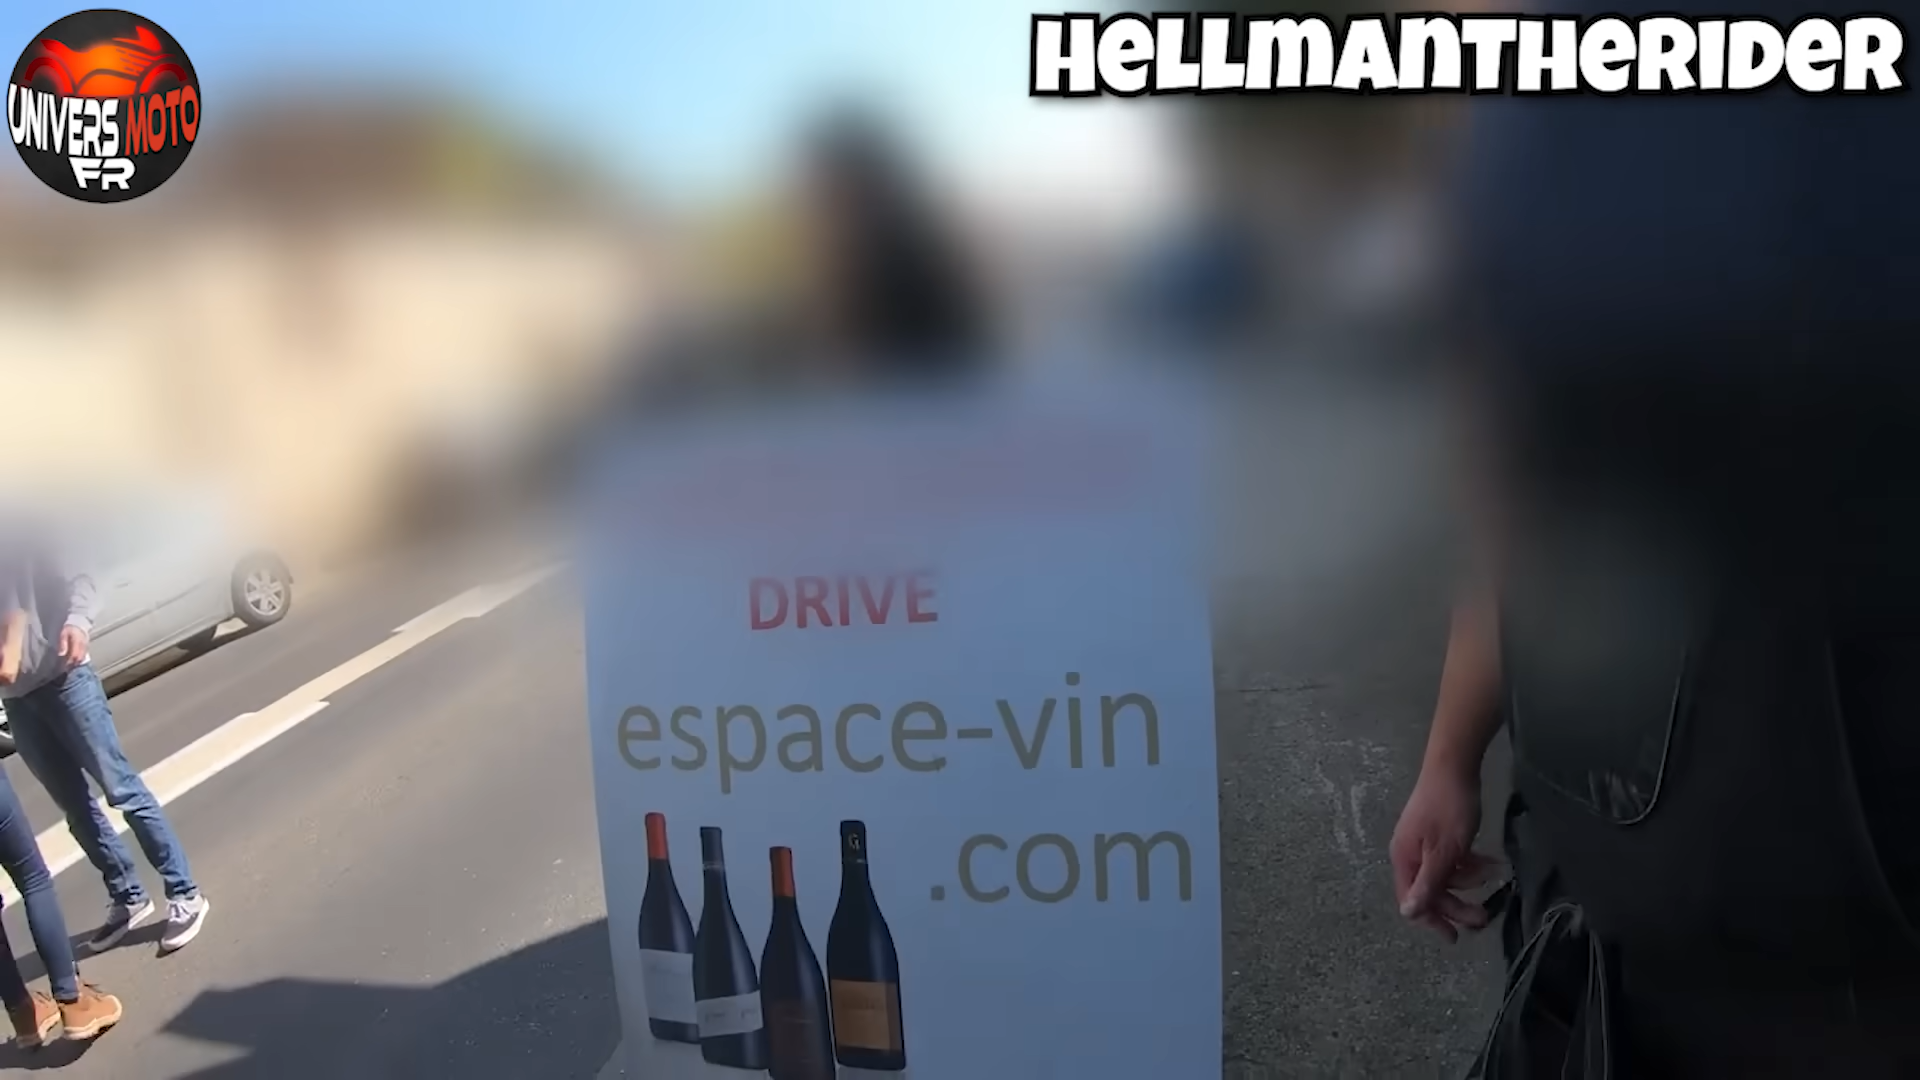 UNIVERS MOTO
FR
HELLMANTHERIDER
DRIVE
espace-vin
.com